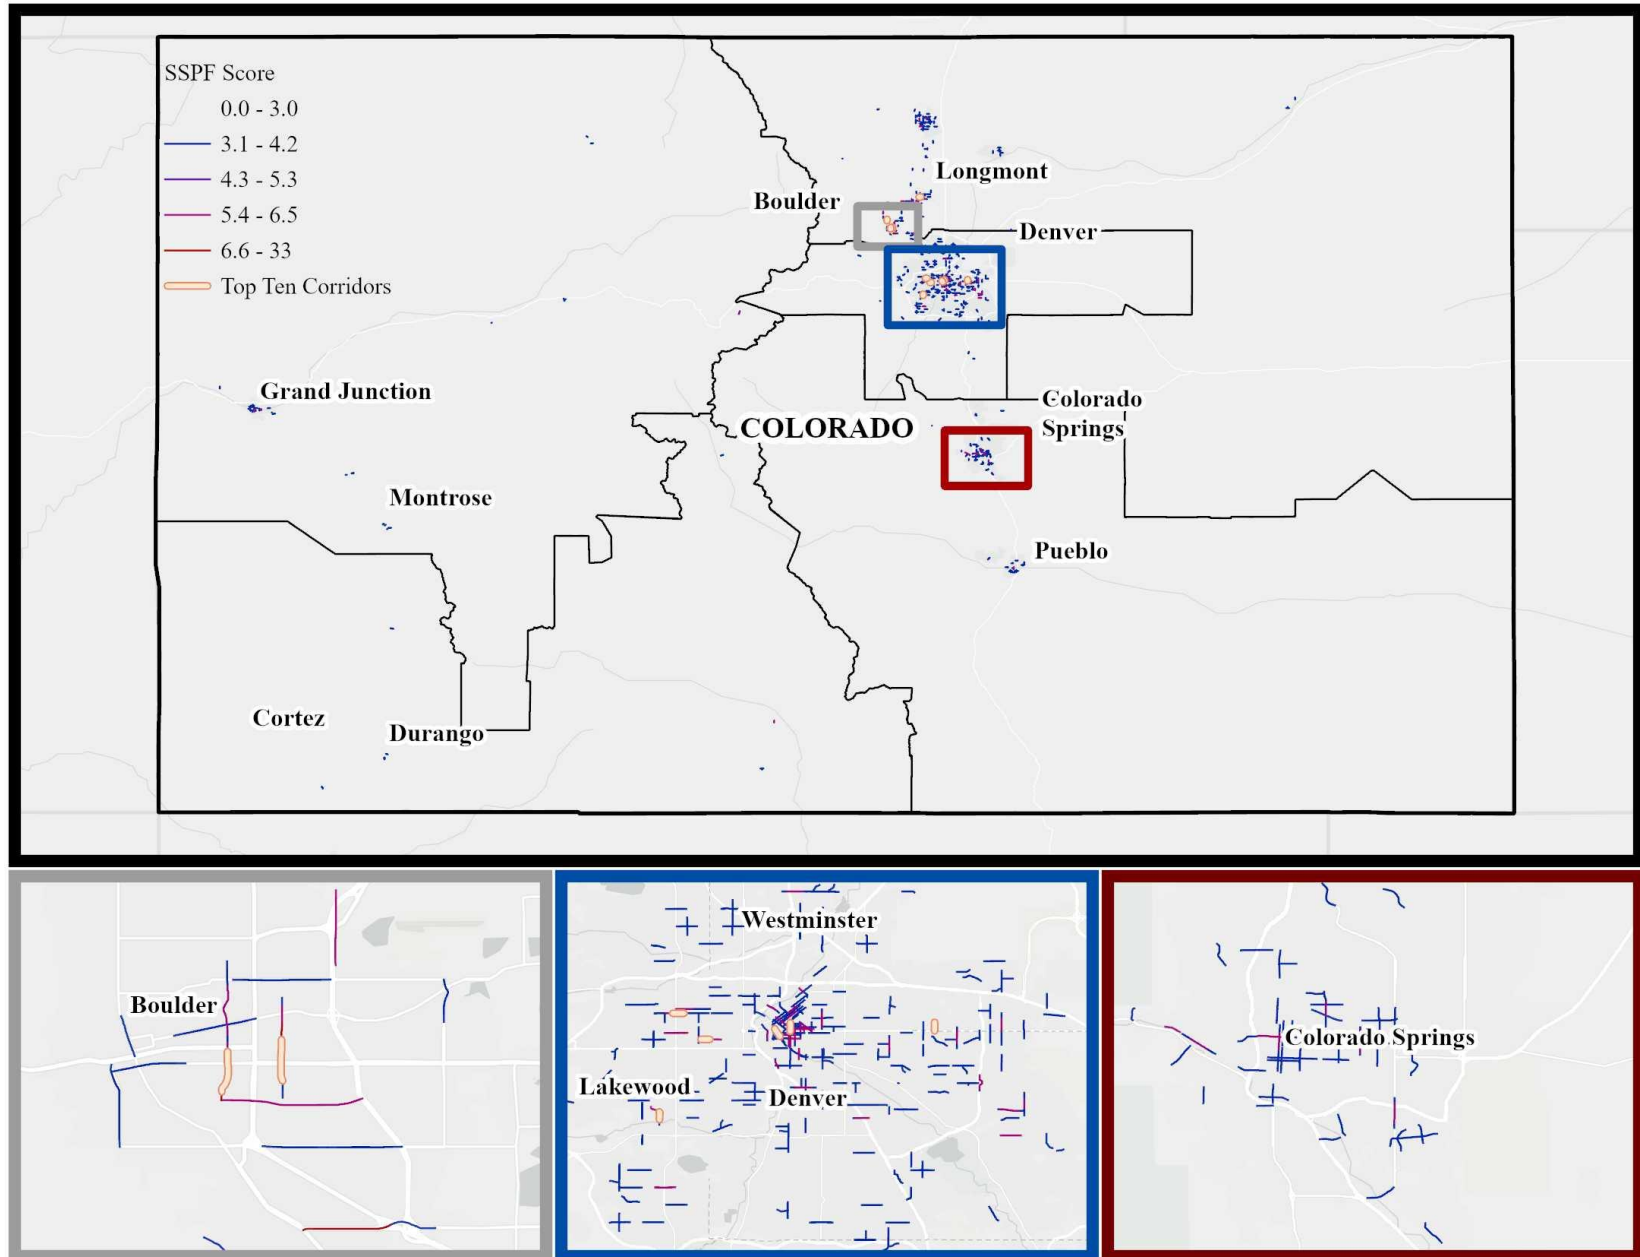 SSPF Score
0.0 - 3.0
3.1 - 4.2
4.3 - 5.3
5.4 - 6.5
6.6 - 33
Top Ten Corridors
Longmont
Boulder
Denver
Grand Junction
Colorado
Springs
COLORADO
Montrose
Pueblo
Cortez
Durango
Boulder
Westminster
Lakewood
Denver
Colorado Springs